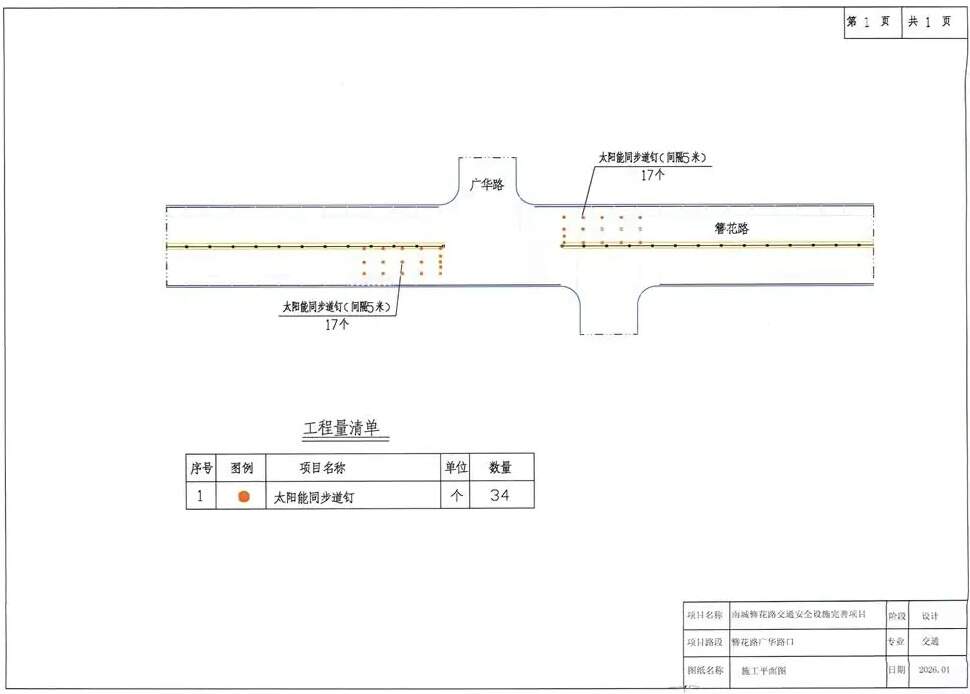 第 1 页 共 1 页
太阳能同步道钉(间隔5米)
17个
广华路
簪花路
太阳能同步道钉(间隔5米)
17个
工程量清单
序号 图例 项目名称 单位 数量
1 太阳能同步道钉 个 34
项目名称 南城簪花路交通安全设施完善项目 阶段 设计
项目路段 簪花路广华路口 专业 交通
图纸名称 施工平面图 日期 2026.01